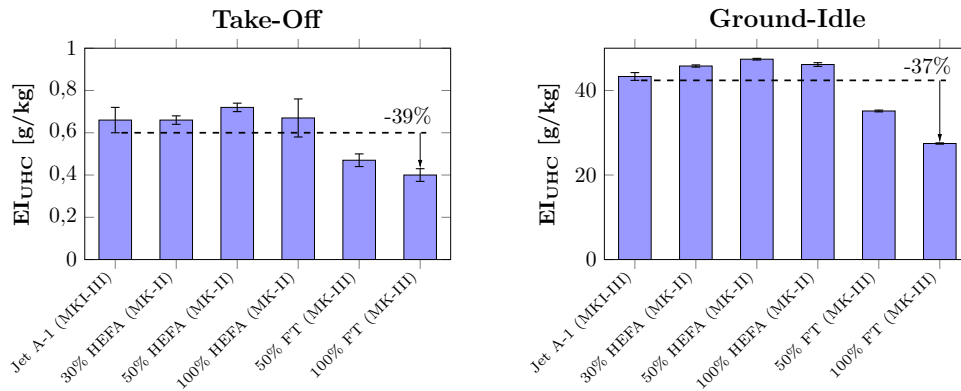 Take-Off
EI_UHC [g/kg]
1
0,8
0,6
0,4
0,2
0
-39%
Jet A-1 (MKI-III)
30% HEFA (MK-II)
50% HEFA (MK-II)
100% HEFA (MK-II)
50% FT (MK-III)
100% FT (MK-III)
Ground-Idle
EI_UHC [g/kg]
40
20
0
-37%
Jet A-1 (MKI-III)
30% HEFA (MK-II)
50% HEFA (MK-II)
100% HEFA (MK-II)
50% FT (MK-III)
100% FT (MK-III)